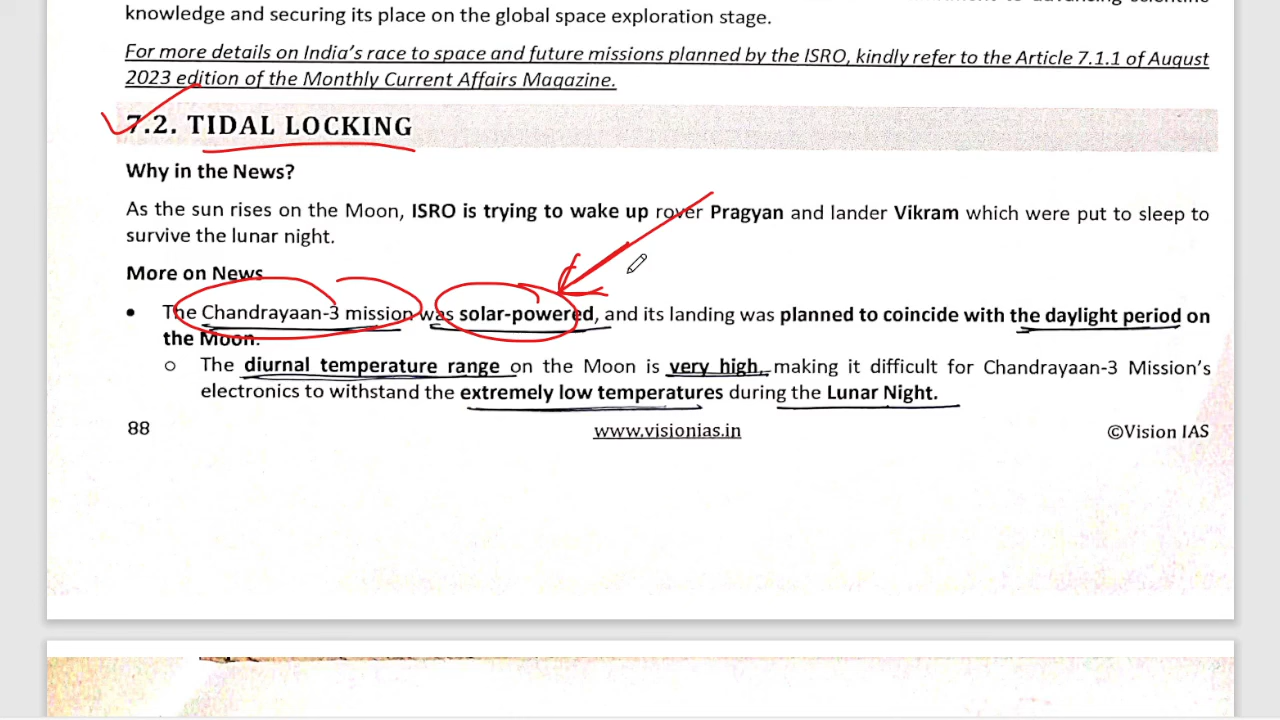 knowledge and securing its place on the global space exploration stage.
For more details on India's race to space and future missions planned by the ISRO, kindly refer to the Article 7.1.1 of August
2023 edition of the Monthly Current Affairs Magazine.
7.2. TIDAL LOCKING
Why in the News?
As the sun rises on the Moon, ISRO is trying to wake up rover Pragyan and lander Vikram which were put to sleep to
survive the lunar night.
More on News
• The Chandrayaan-3 mission was solar-powered, and its landing was planned to coincide with the daylight period on
the Moon.
o The diurnal temperature range on the Moon is very high, making it difficult for Chandrayaan-3 Mission's
electronics to withstand the extremely low temperatures during the Lunar Night.
88 www.visionias.in ©Vision IAS